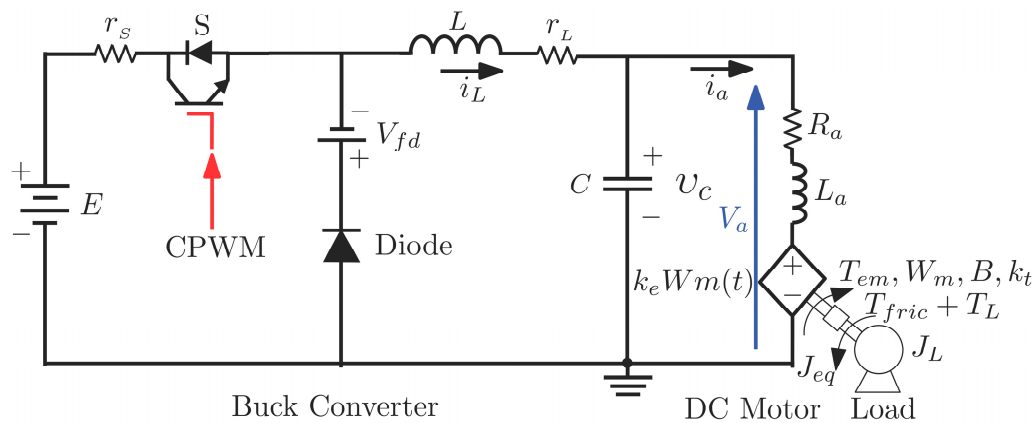 r_S
S
L
r_L
i_L
i_a
R_a
V_fd
+
−
E
+
−
CPWM
Diode
C
+
υ_c
−
V_a
L_a
k_e Wm(t)
+
−
T_em, W_m, B, k_t
T_fric + T_L
J_eq
J_L
Buck Converter
DC Motor
Load